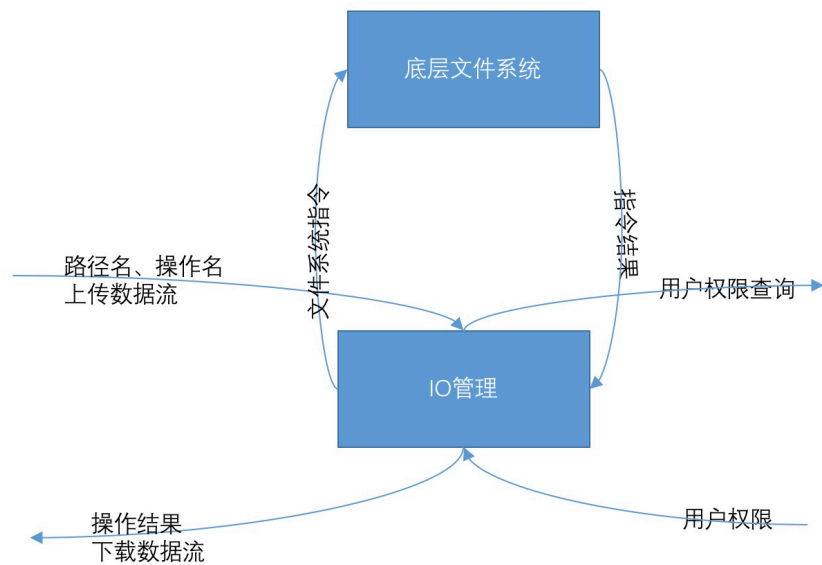 底层文件系统
文件系统指令
指令结果
路径名、操作名
上传数据流
用户权限查询
IO管理
操作结果
下载数据流
用户权限